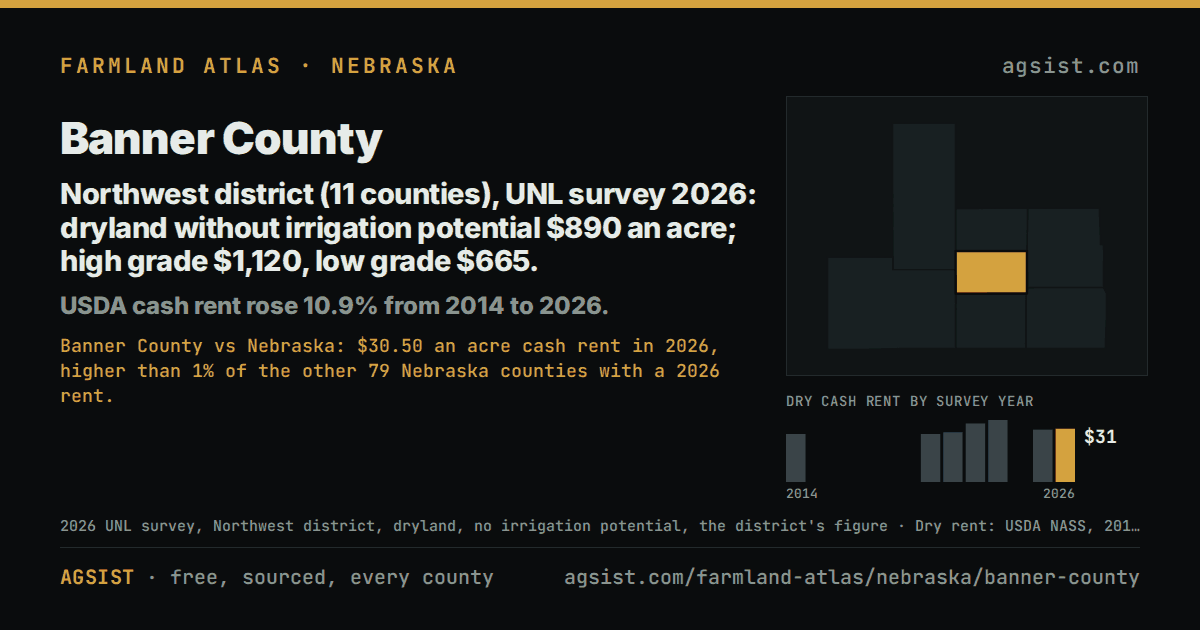 FARMLAND ATLAS · NEBRASKA
agsist.com
Banner County
Northwest district (11 counties), UNL survey 2026:
dryland without irrigation potential $890 an acre;
high grade $1,120, low grade $665.
USDA cash rent rose 10.9% from 2014 to 2026.
Banner County vs Nebraska: $30.50 an acre cash rent in 2026,
higher than 1% of the other 79 Nebraska counties with a 2026
rent.
DRY CASH RENT BY SURVEY YEAR
$31
2014 2026
2026 UNL survey, Northwest district, dryland, no irrigation potential, the district's figure · Dry rent: USDA NASS, 201…
AGSIST · free, sourced, every county
agsist.com/farmland-atlas/nebraska/banner-county